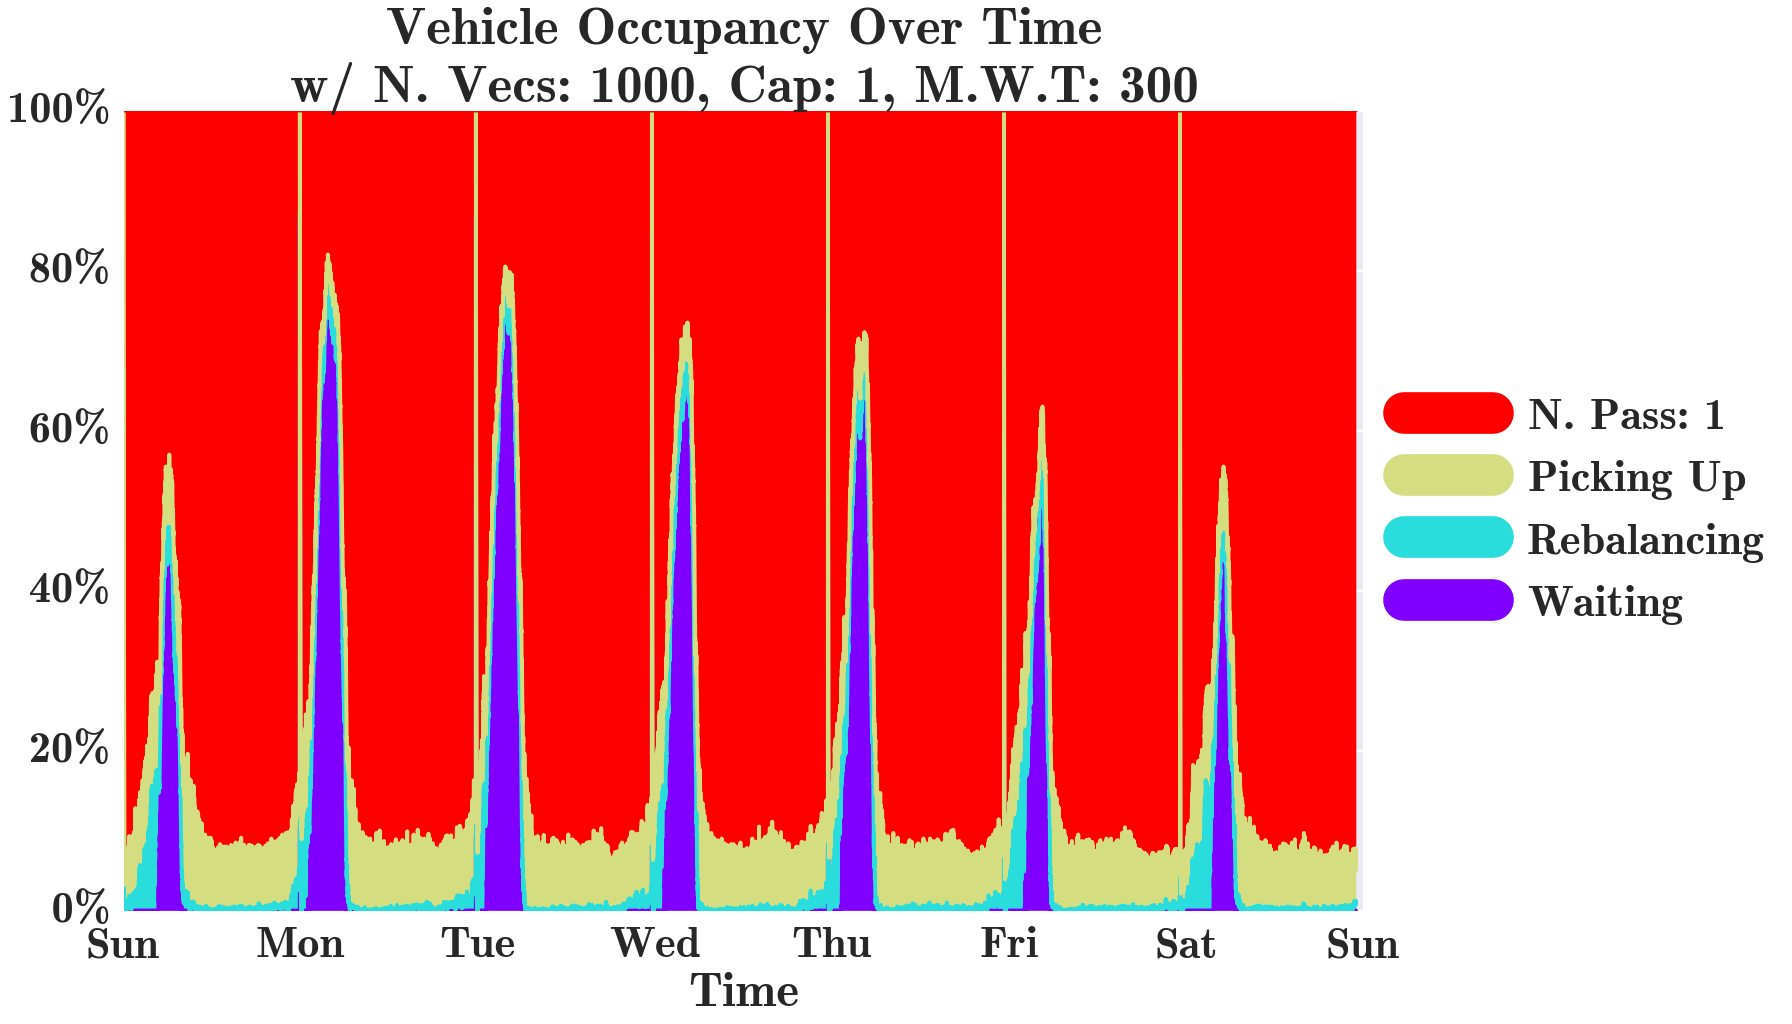 Vehicle Occupancy Over Time
w/ N. Vecs: 1000, Cap: 1, M.W.T: 300
100%
80%
60%
40%
20%
0%
Sun Mon Tue Wed Thu Fri Sat Sun
Time
N. Pass: 1
Picking Up
Rebalancing
Waiting